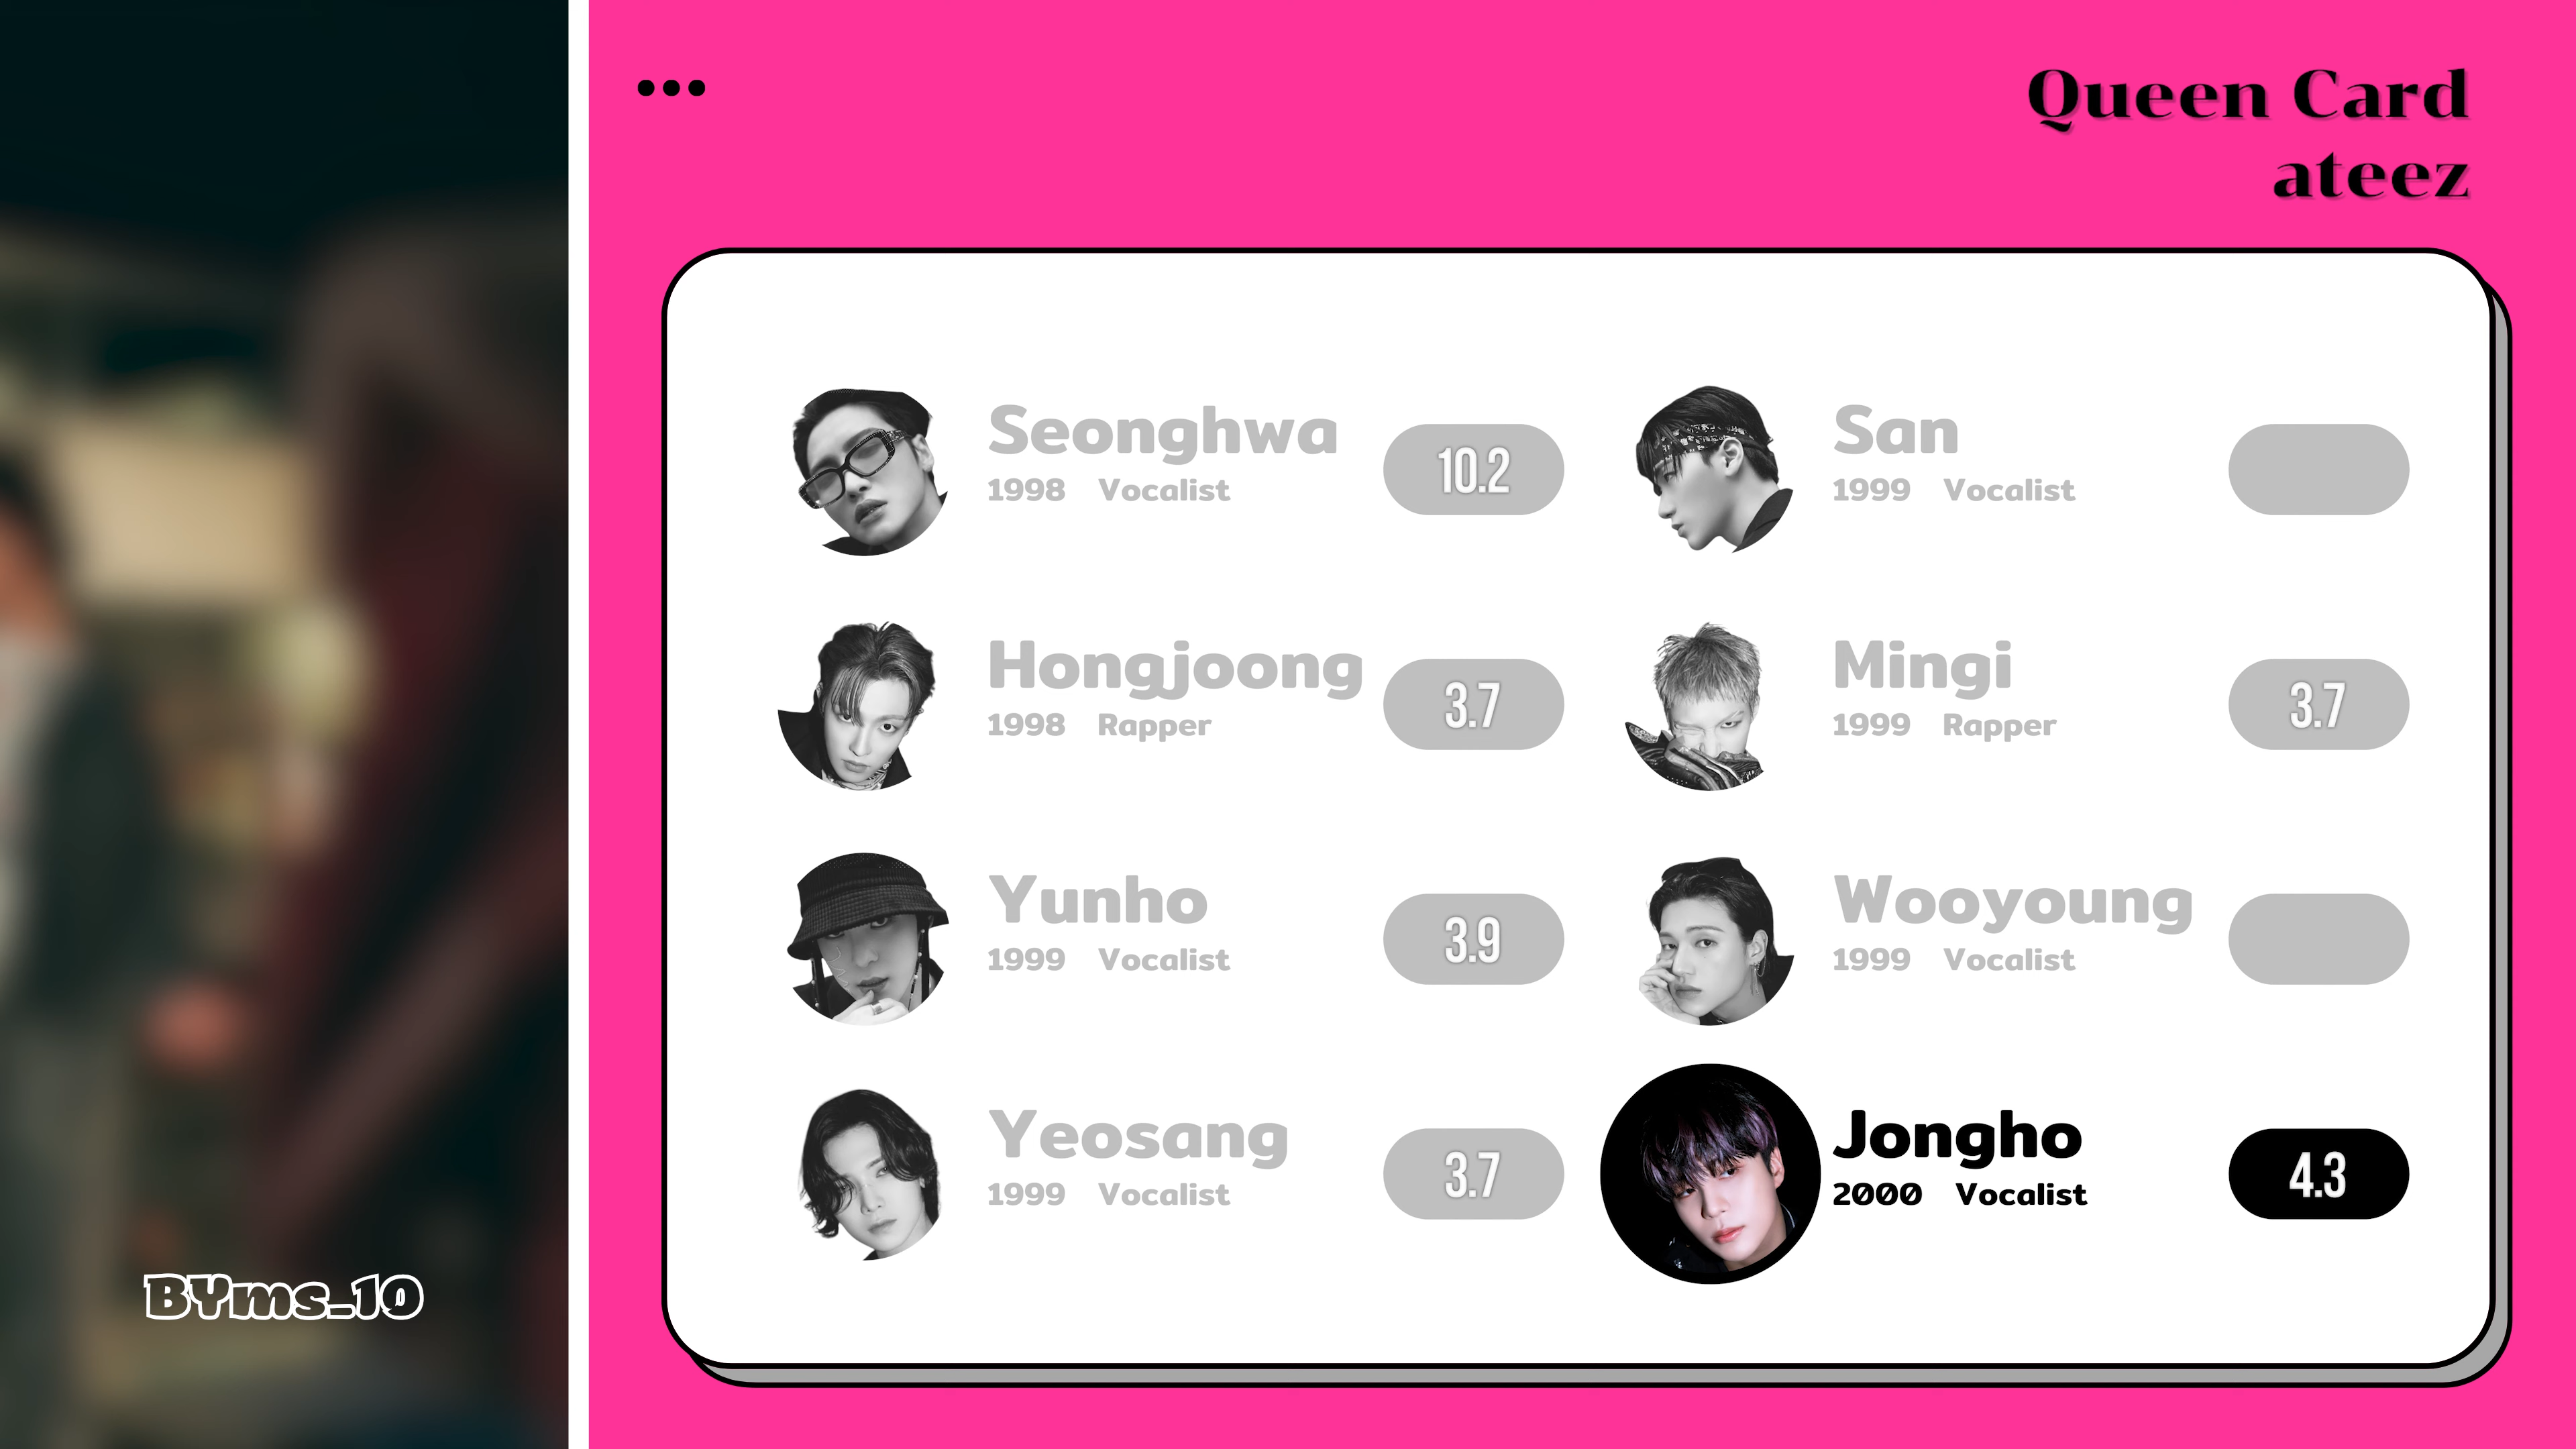 Queen Card
ateez
Seonghwa
1998 Vocalist
10.2
San
1999 Vocalist
Hongjoong
1998 Rapper
3.7
Mingi
1999 Rapper
3.7
Yunho
1999 Vocalist
3.9
Wooyoung
1999 Vocalist
Yeosang
1999 Vocalist
3.7
Jongho
2000 Vocalist
4.3
BYms_10